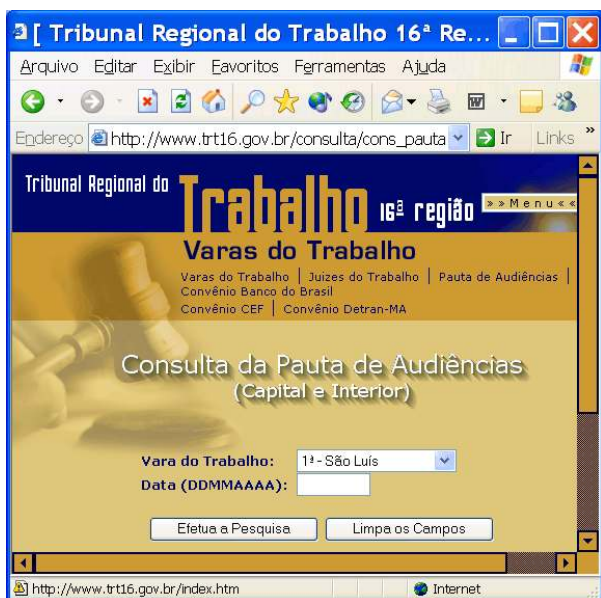 [ Tribunal Regional do Trabalho 16ª Re...
Arquivo Editar Exibir Favoritos Ferramentas Ajuda
Endereço http://www.trt16.gov.br/consulta/cons_pauta Ir Links »
Tribunal Regional do Trabalho 16ª região »»Menu««
Varas do Trabalho
Varas do Trabalho | Juizes do Trabalho | Pauta de Audiências |
Convênio Banco do Brasil
Convênio CEF | Convênio Detran-MA
Consulta da Pauta de Audiências
(Capital e Interior)
Vara do Trabalho: 1ª - São Luís
Data (DDMMAAAA):
Efetua a Pesquisa Limpa os Campos
http://www.trt16.gov.br/index.htm Internet